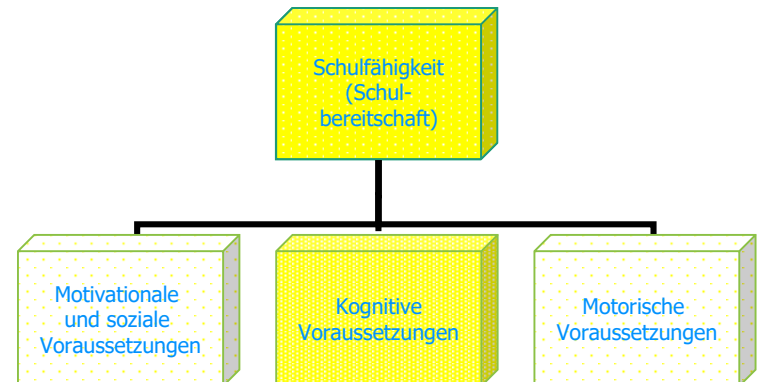 Schulfähigkeit
(Schul-
bereitschaft)
Motivationale
und soziale
Voraussetzungen
Kognitive
Voraussetzungen
Motorische
Voraussetzungen